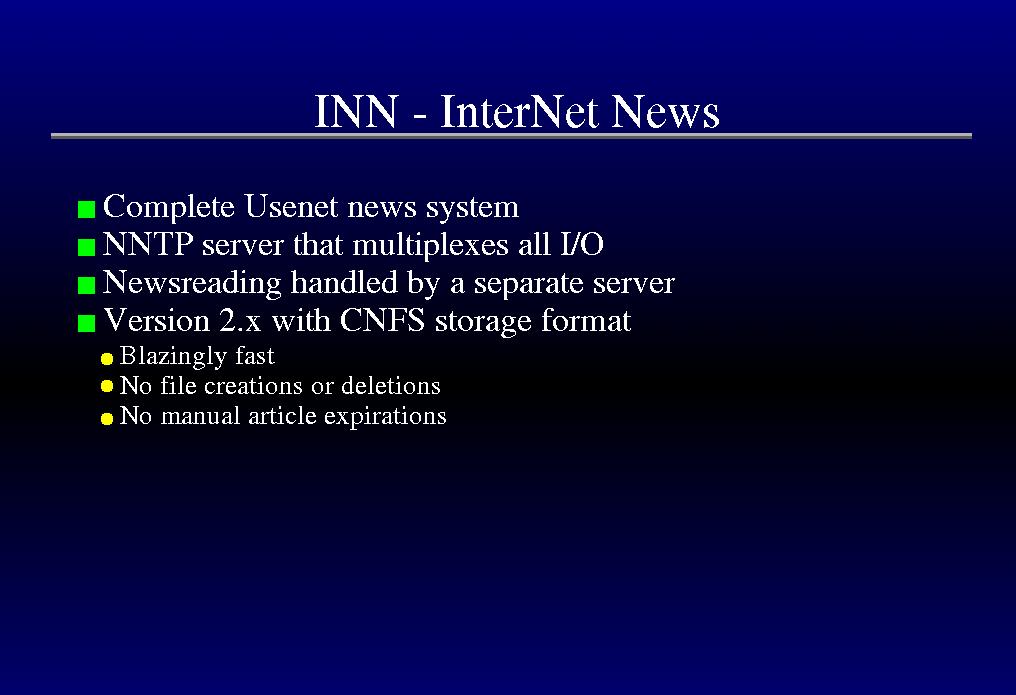 INN - InterNet News
Complete Usenet news system
NNTP server that multiplexes all I/O
Newsreading handled by a separate server
Version 2.x with CNFS storage format
Blazingly fast
No file creations or deletions
No manual article expirations